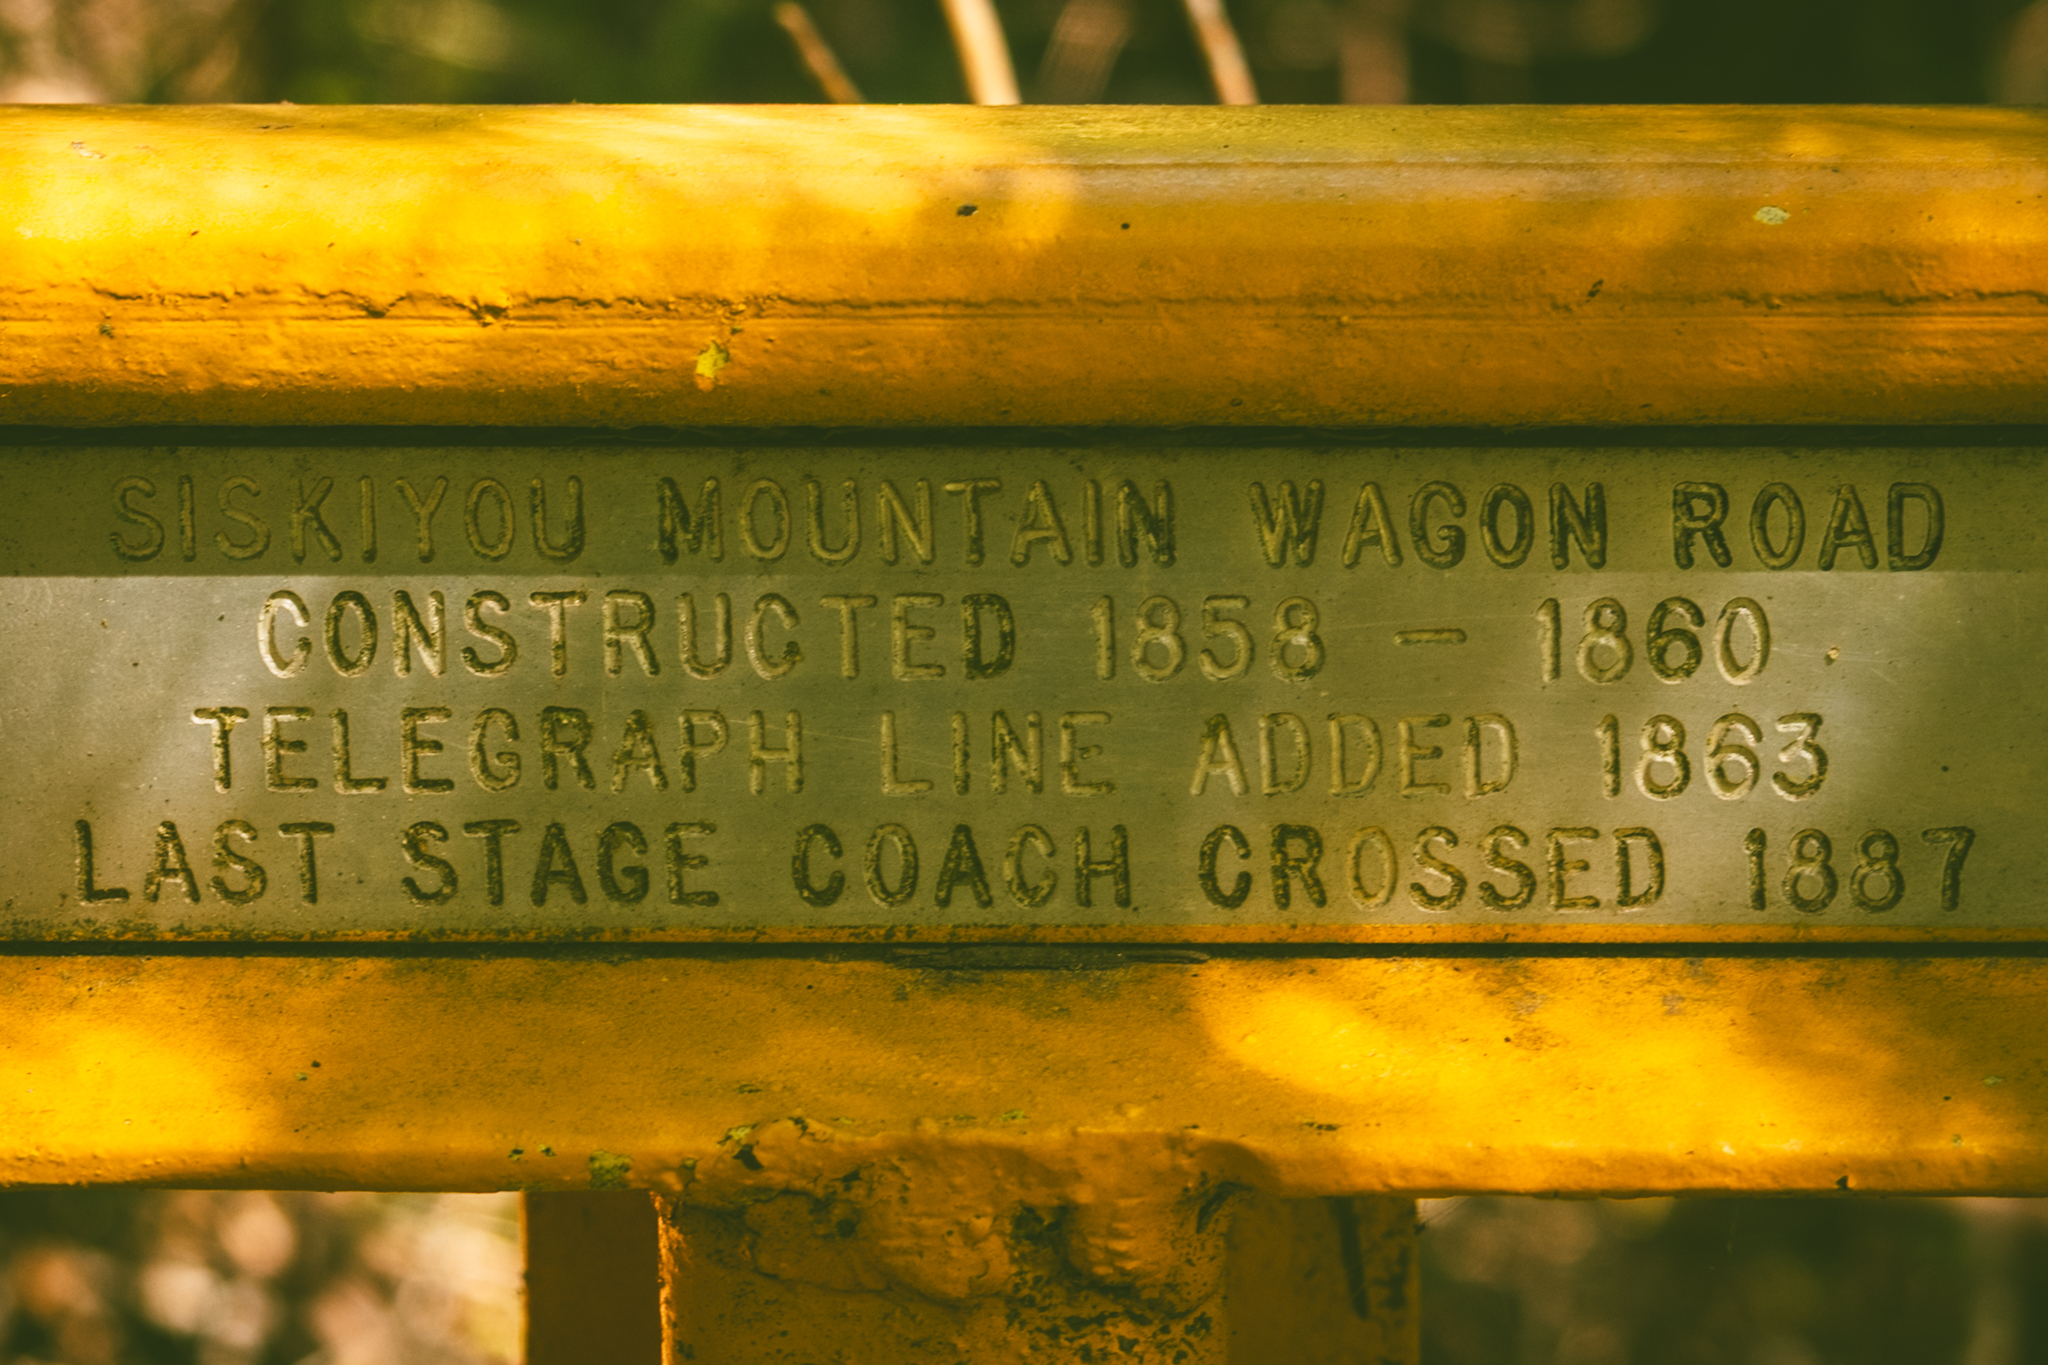 SISKIYOU MOUNTAIN WAGON ROAD
CONSTRUCTED 1858 — 1860
TELEGRAPH LINE ADDED 1863
LAST STAGE COACH CROSSED 1887